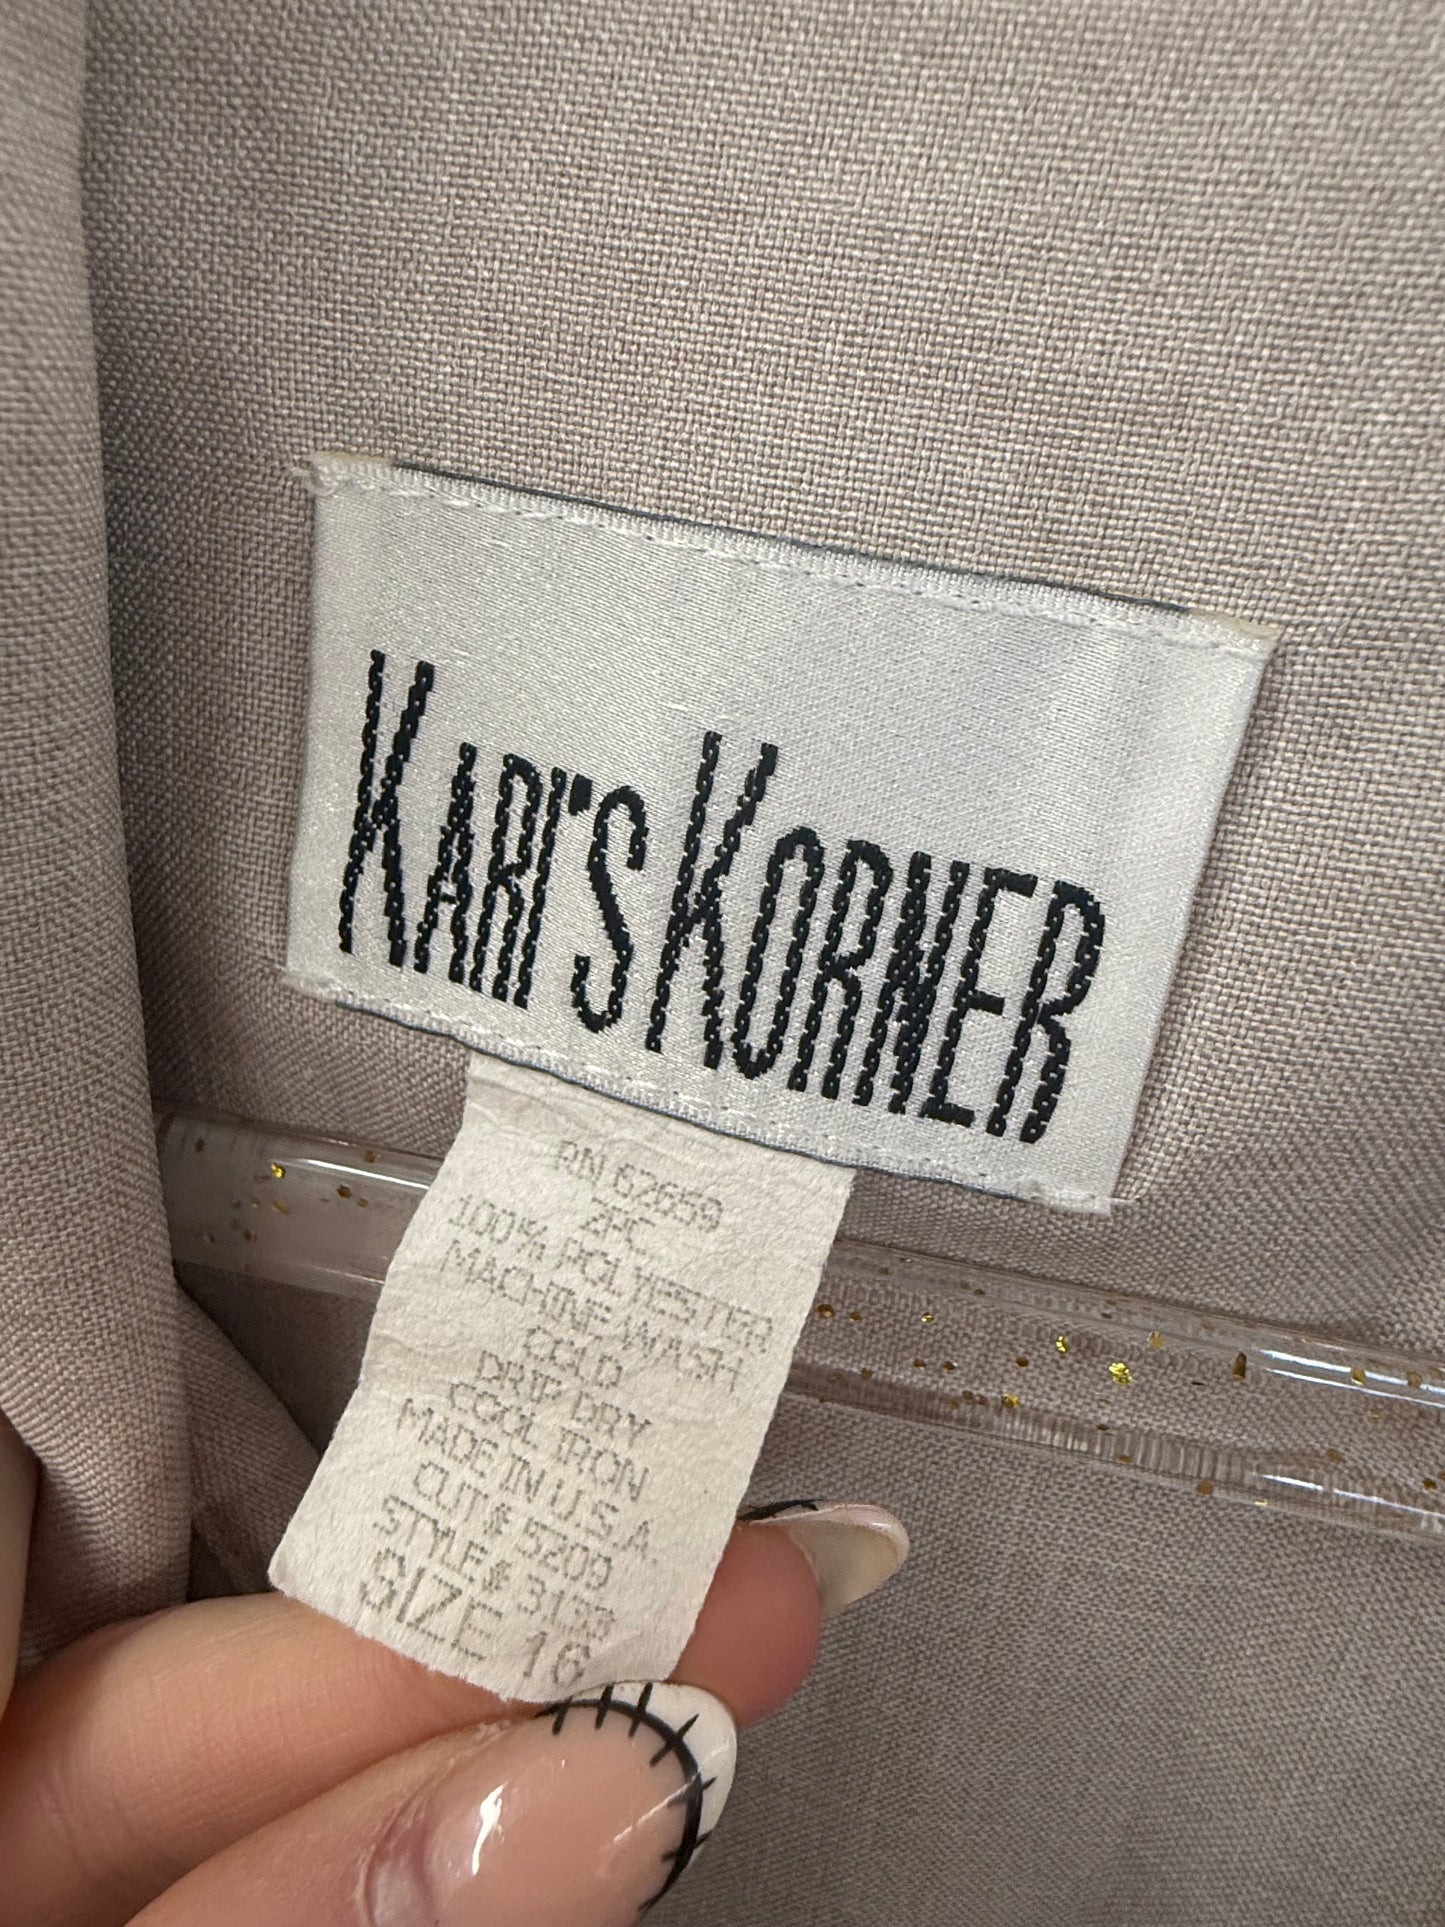 KARI'S KORNER
RN 62659
ZPC
100% POLYESTER
MACHINE WASH
COLD
DRIP DRY
COOL IRON
MADE IN U.S.A.
CUT# 5209
STYLE# 3133
SIZE 16